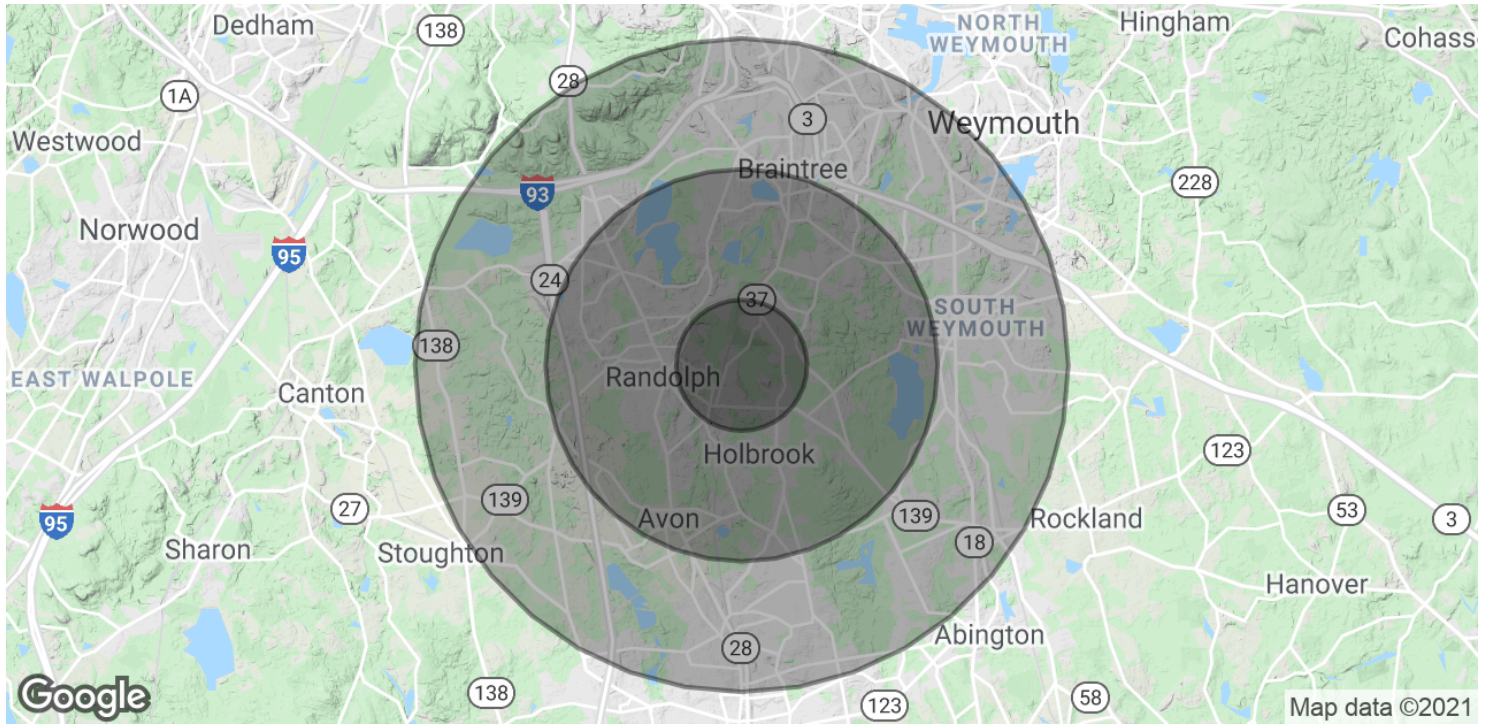 Dedham
138
NORTH
WEYMOUTH
Hingham
Cohass
28
1A
3
Weymouth
Westwood
Braintree
93
228
Norwood
95
24
37
SOUTH
WEYMOUTH
138
EAST WALPOLE
Randolph
Canton
Holbrook
123
139
27
Avon
139
Rockland
53
3
95
Sharon
Stoughton
18
Hanover
Abington
28
138
123
58
Google
Map data ©2021